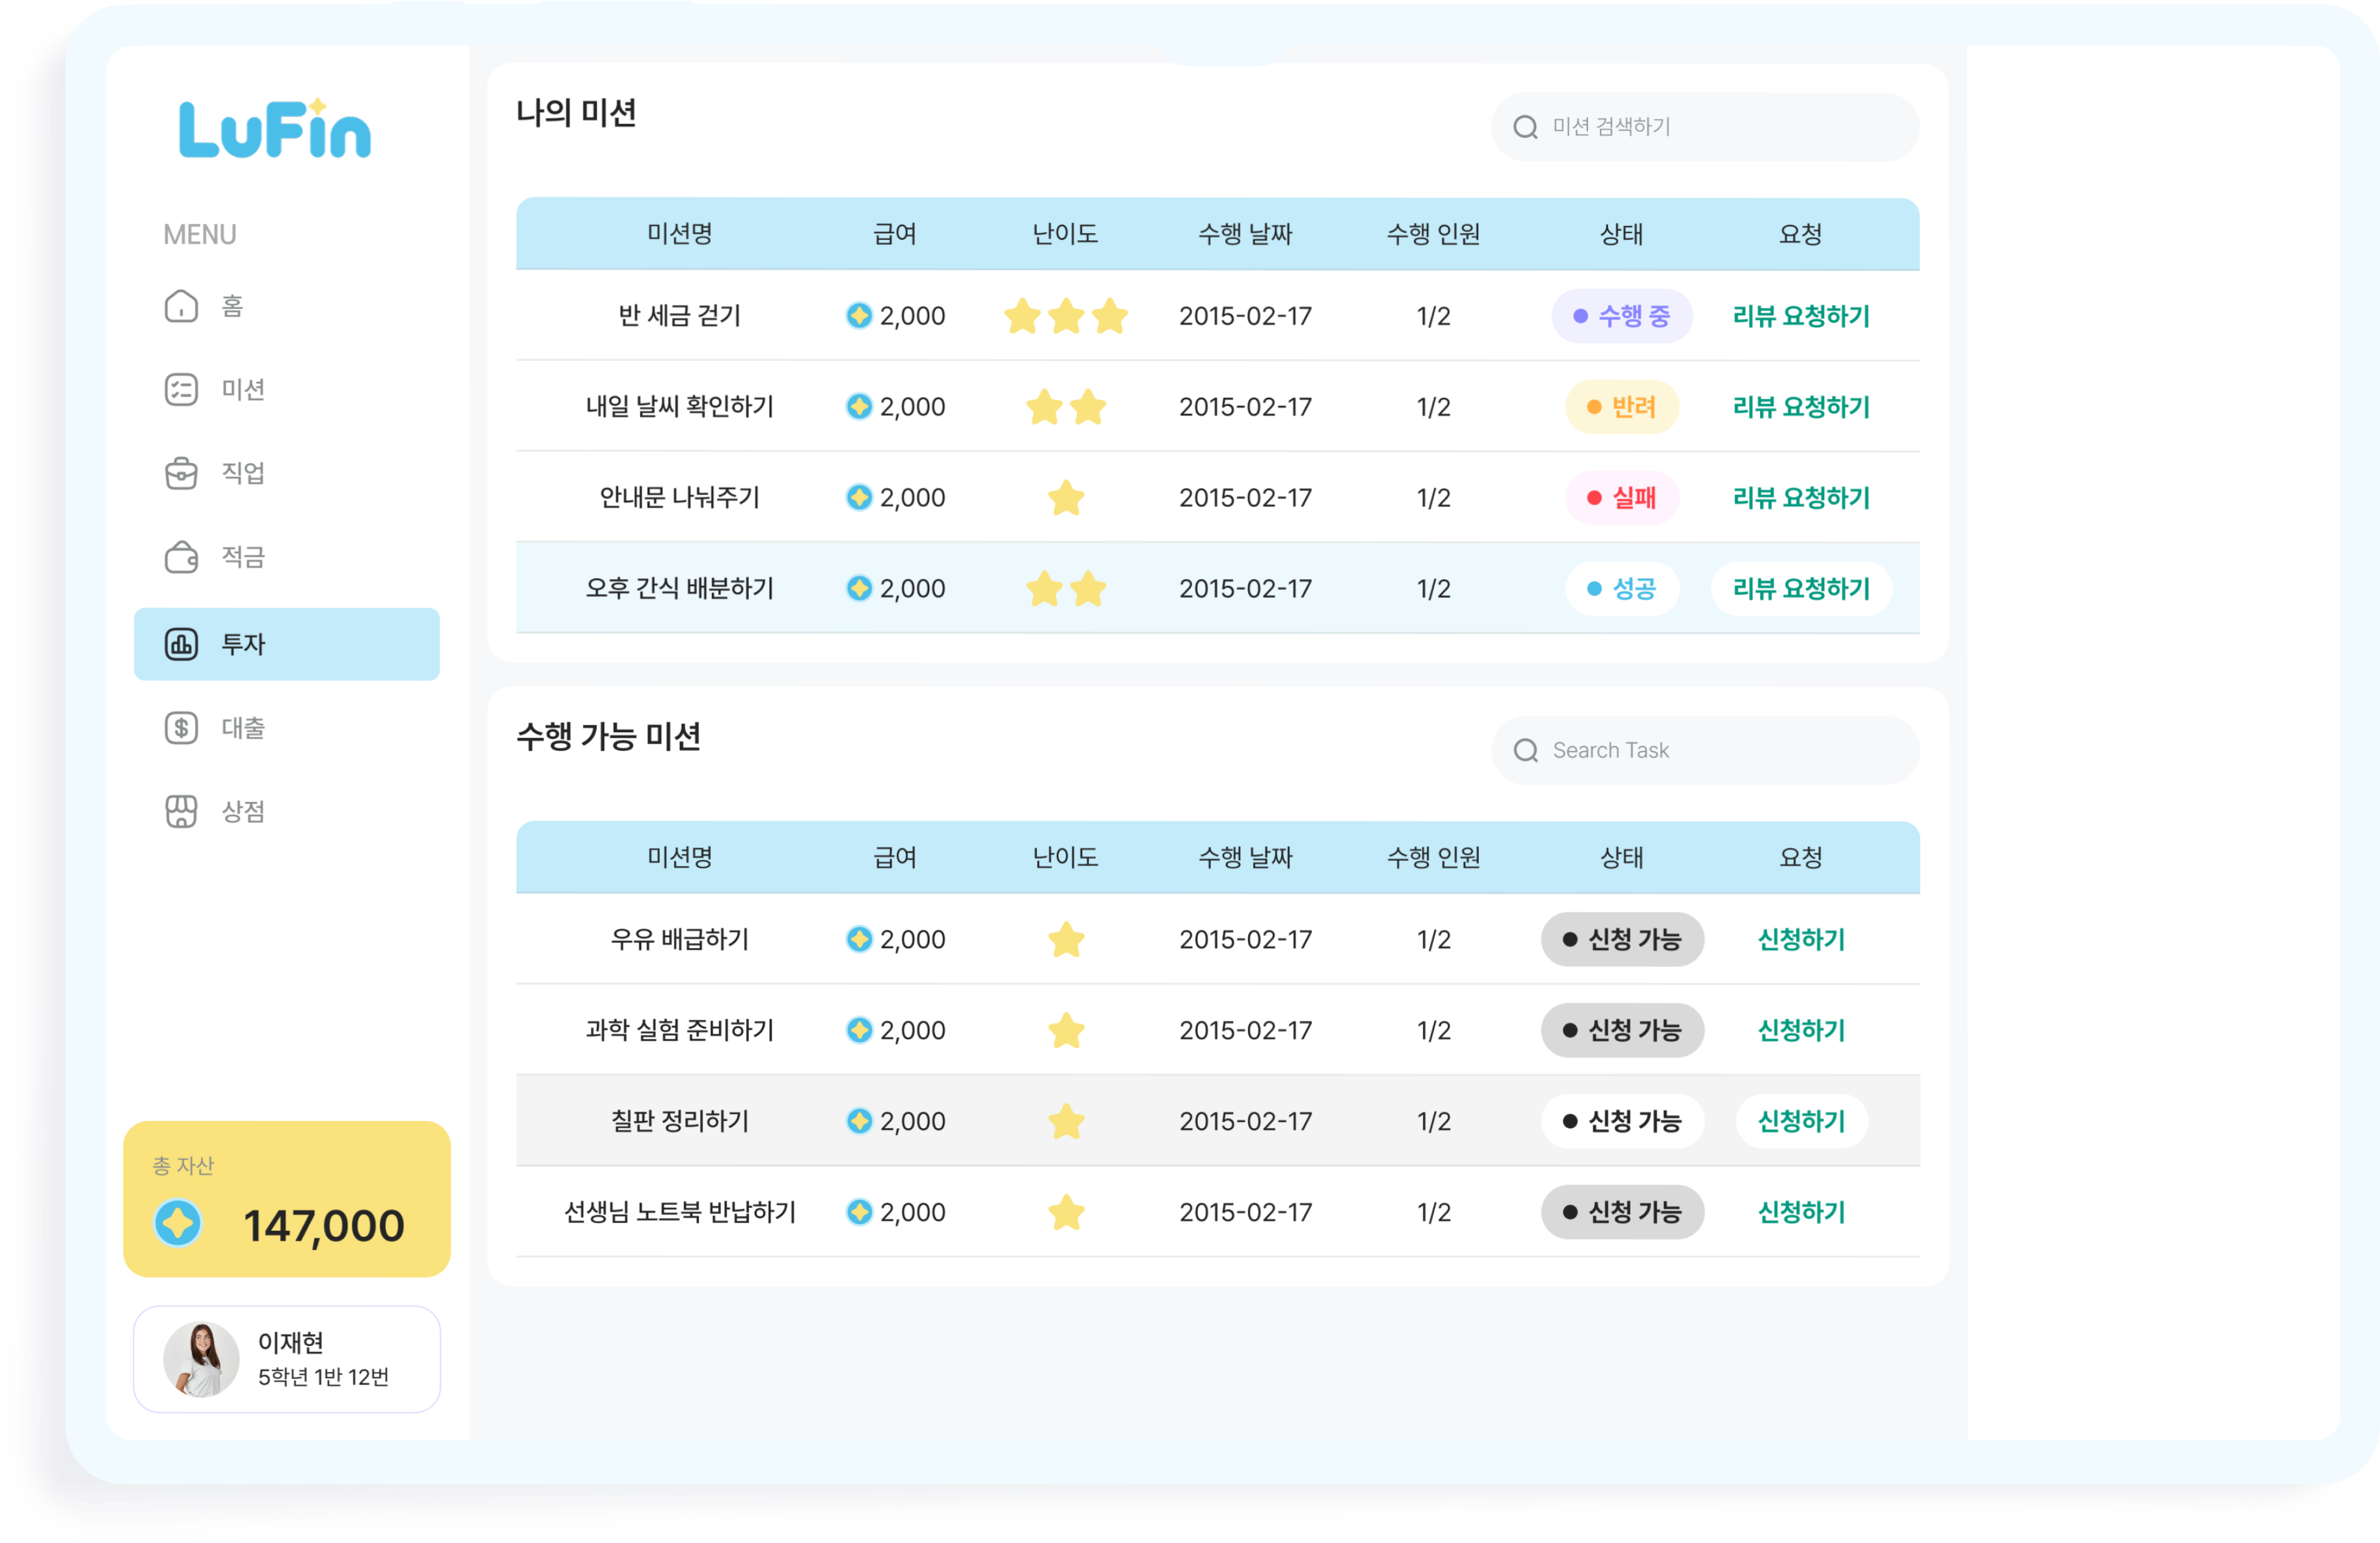 LuFin
MENU
홈
미션
직업
적금
투자
대출
상점
총 자산
147,000
이재현
5학년 1반 12번
나의 미션
미션 검색하기
미션명 급여 난이도 수행 날짜 수행 인원 상태 요청
반 세금 걷기 2,000 2015-02-17 1/2 수행 중 리뷰 요청하기
내일 날씨 확인하기 2,000 2015-02-17 1/2 반려 리뷰 요청하기
안내문 나눠주기 2,000 2015-02-17 1/2 실패 리뷰 요청하기
오후 간식 배분하기 2,000 2015-02-17 1/2 성공 리뷰 요청하기
수행 가능 미션
Search Task
미션명 급여 난이도 수행 날짜 수행 인원 상태 요청
우유 배급하기 2,000 2015-02-17 1/2 신청 가능 신청하기
과학 실험 준비하기 2,000 2015-02-17 1/2 신청 가능 신청하기
칠판 정리하기 2,000 2015-02-17 1/2 신청 가능 신청하기
선생님 노트북 반납하기 2,000 2015-02-17 1/2 신청 가능 신청하기